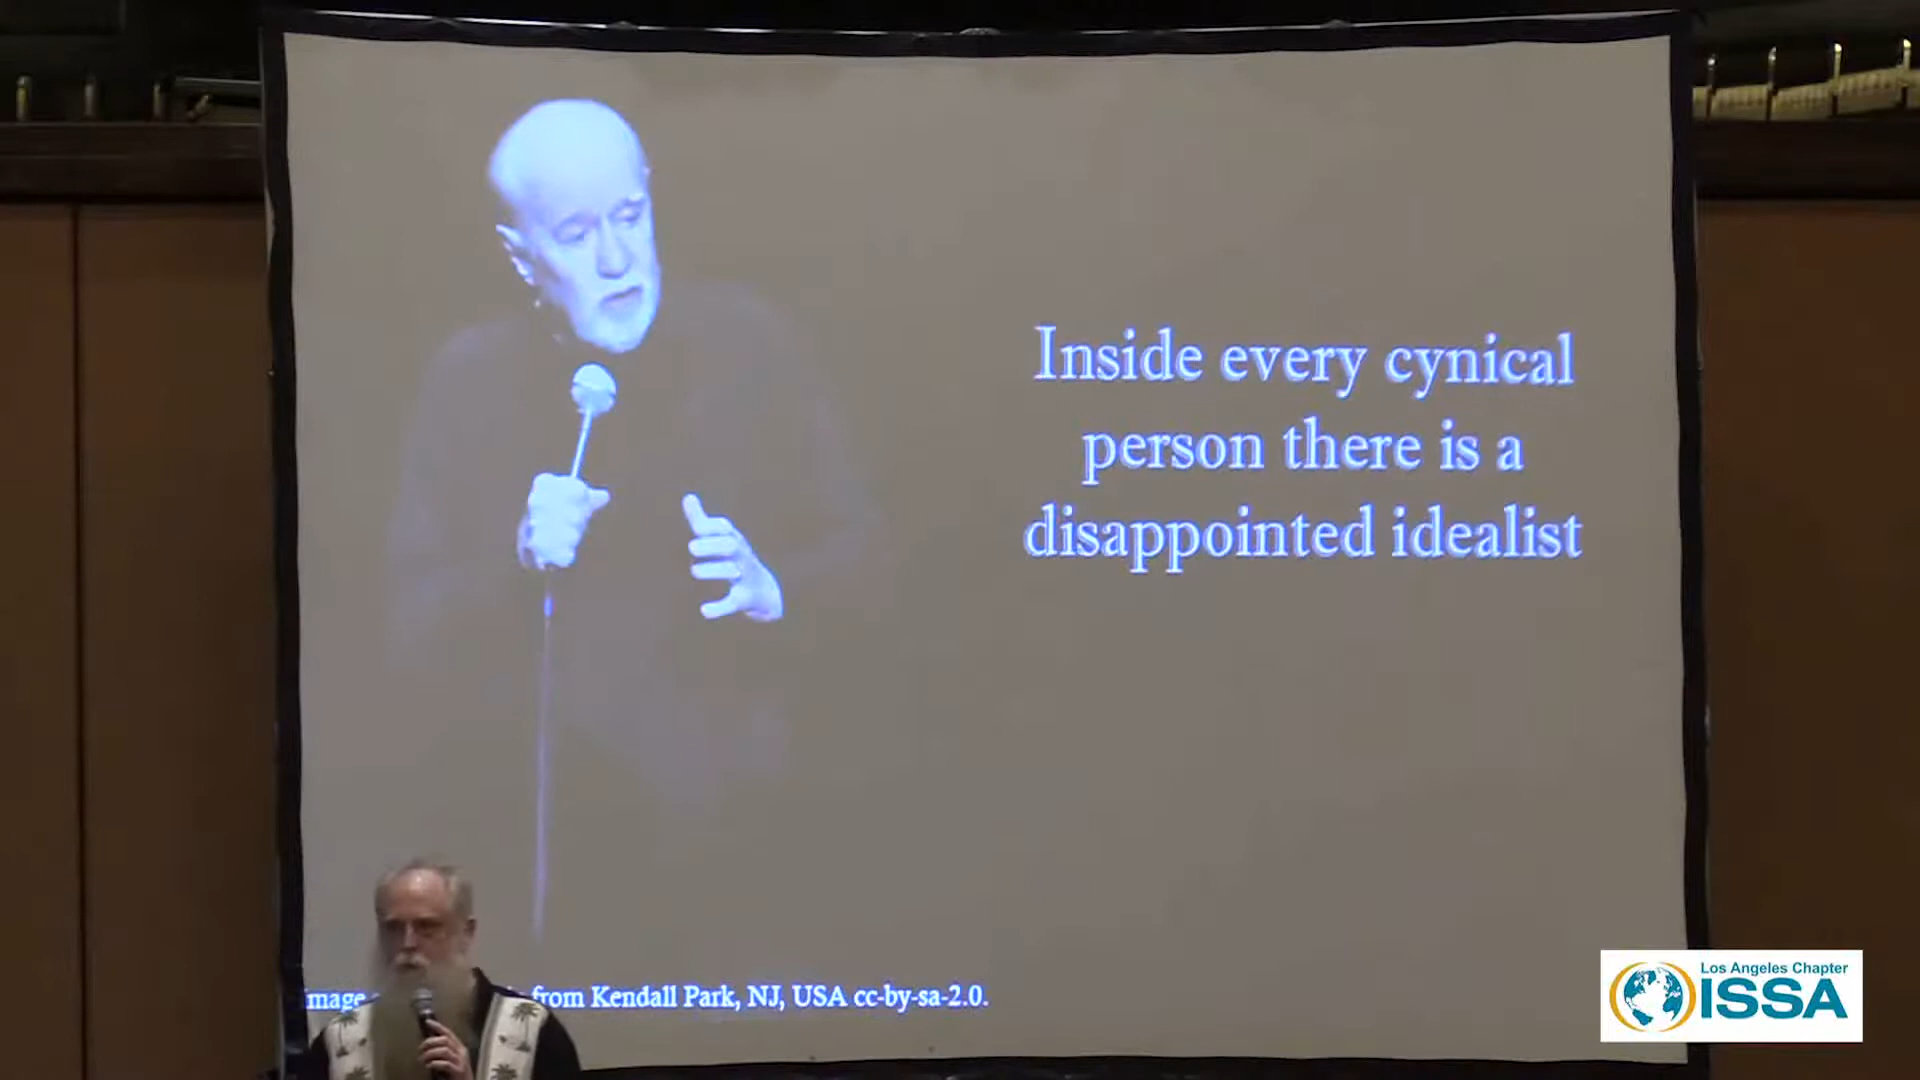 Inside every cynical
person there is a
disappointed idealist
from Kendall Park, NJ, USA cc-by-sa-2.0.
Los Angeles Chapter
ISSA